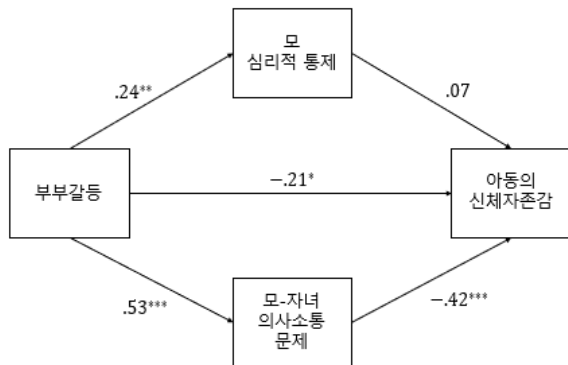 모
심리적 통제
.24**
.07
부부갈등
−.21*
아동의
신체자존감
.53***
모-자녀
의사소통
문제
−.42***